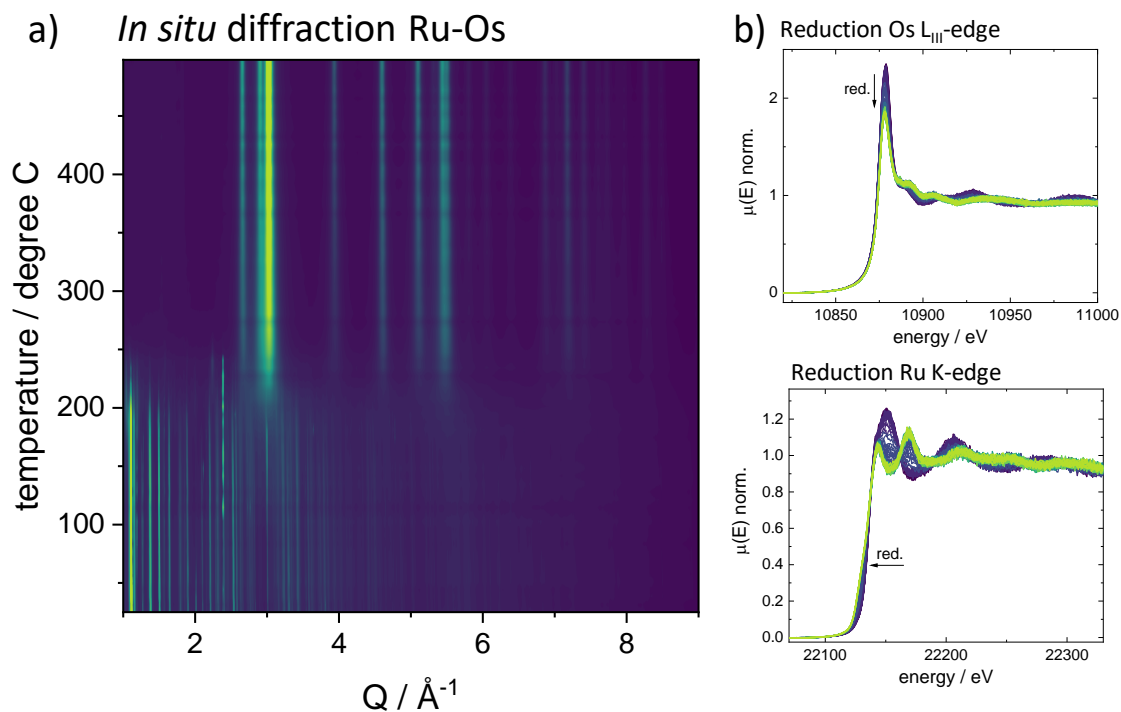 a) In situ diffraction Ru-Os
temperature / degree C
400
300
200
100
2
4
6
8
Q / Å⁻¹
b) Reduction Os L_III-edge
red.
μ(E) norm.
2
1
0
10850
10900
10950
11000
energy / eV
Reduction Ru K-edge
red.
μ(E) norm.
1.2
1.0
0.8
0.6
0.4
0.2
0.0
22100
22200
22300
energy / eV